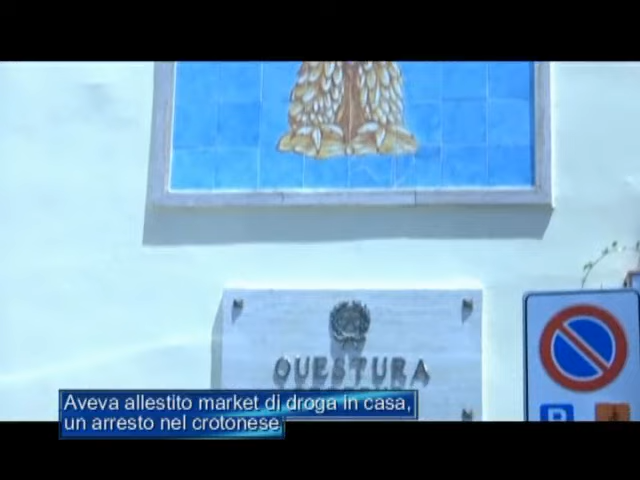 QUESTURA
P
Aveva allestito market di droga in casa,
un arresto nel crotonese